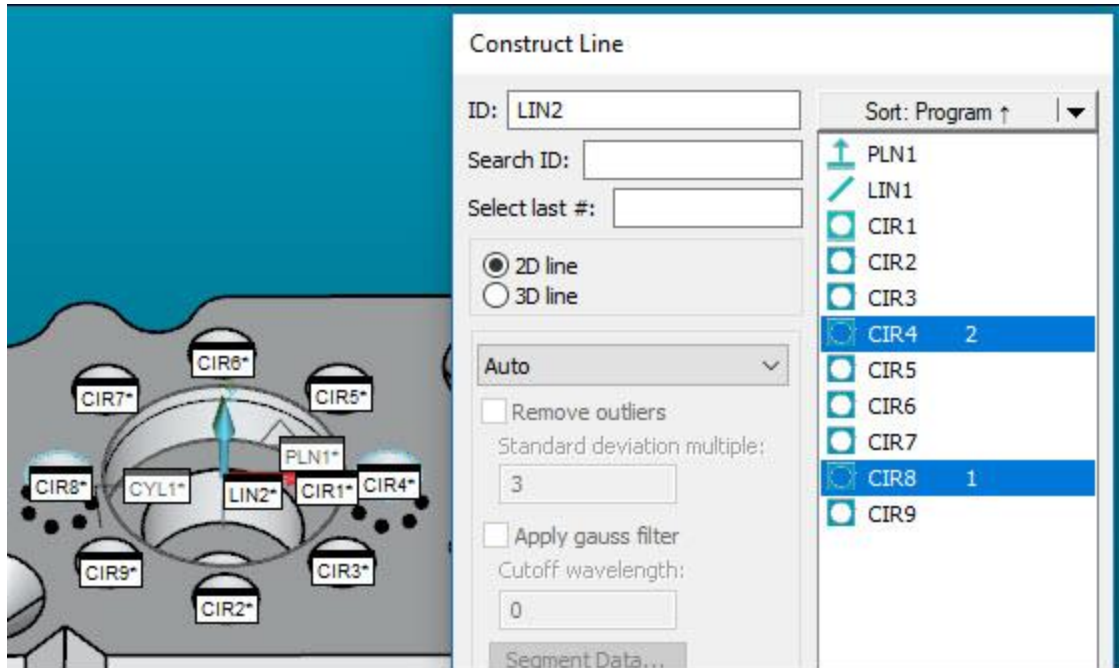 Construct Line
ID: LIN2
Search ID:
Select last #:
2D line
3D line
Auto
Remove outliers
Standard deviation multiple:
3
Apply gauss filter
Cutoff wavelength:
0
Segment Data...
Sort: Program ↑
PLN1
LIN1
CIR1
CIR2
CIR3
CIR4 2
CIR5
CIR6
CIR7
CIR8 1
CIR9
CIR6*
CIR7*
CIR5*
PLN1*
CIR8*
CYL1*
LIN2*
CIR1*
CIR4*
CIR9*
CIR3*
CIR2*